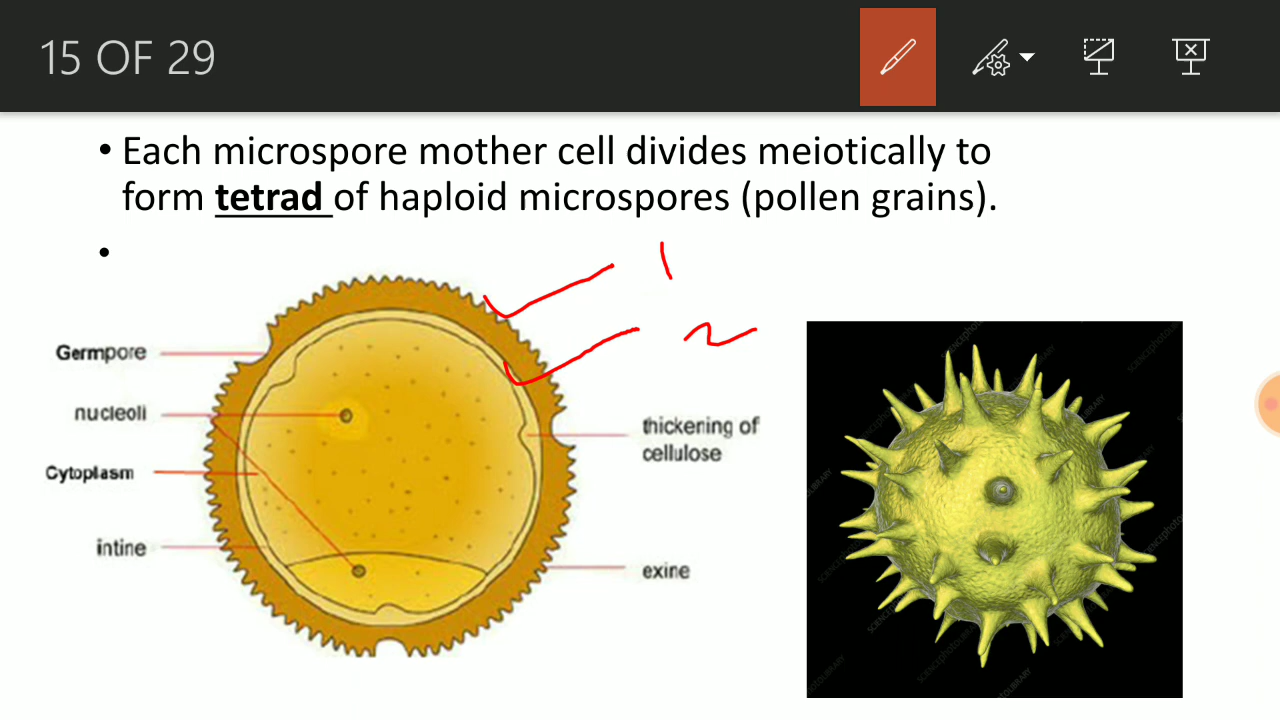 15 OF 29
• Each microspore mother cell divides meiotically to
form tetrad of haploid microspores (pollen grains).
•
1
2
Germpore
nucleoli
Cytoplasm
intine
thickening of
cellulose
exine